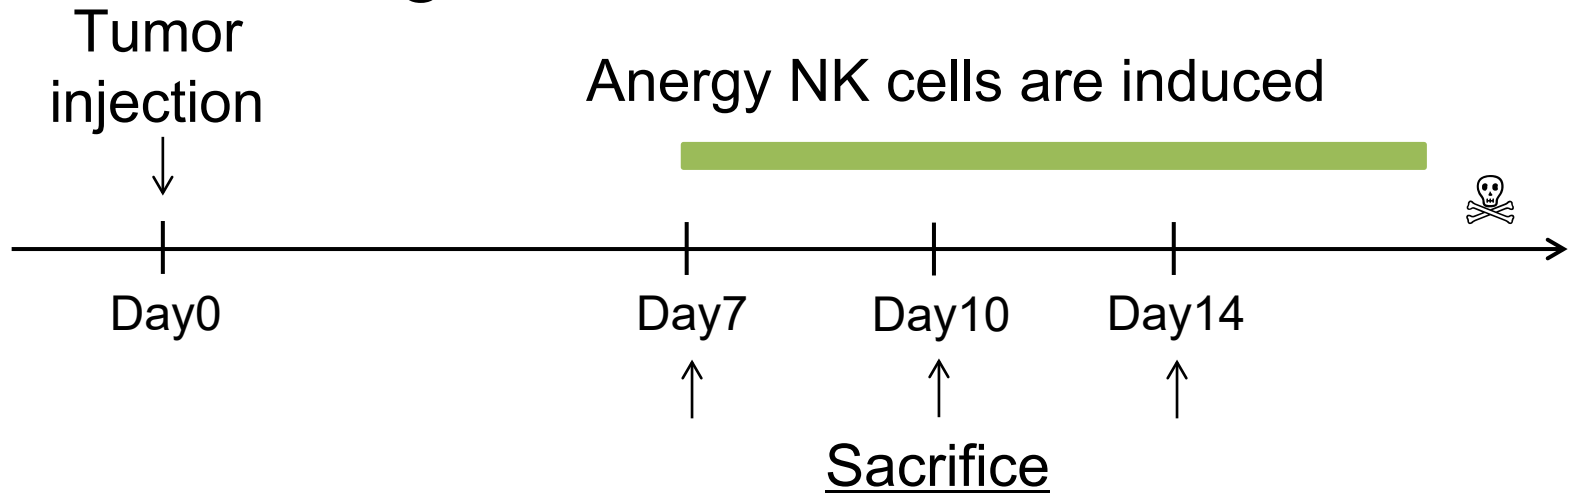 Tumor
injection
Anergy NK cells are induced
Day0
Day7
Day10
Day14
Sacrifice